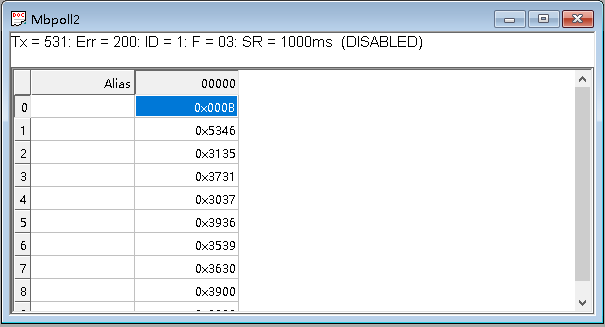 Mbpoll2
Tx = 531: Err = 200: ID = 1: F = 03: SR = 1000ms (DISABLED)
Alias 00000
0 0x000B
1 0x5346
2 0x3135
3 0x3731
4 0x3037
5 0x3936
6 0x3539
7 0x3630
8 0x3900